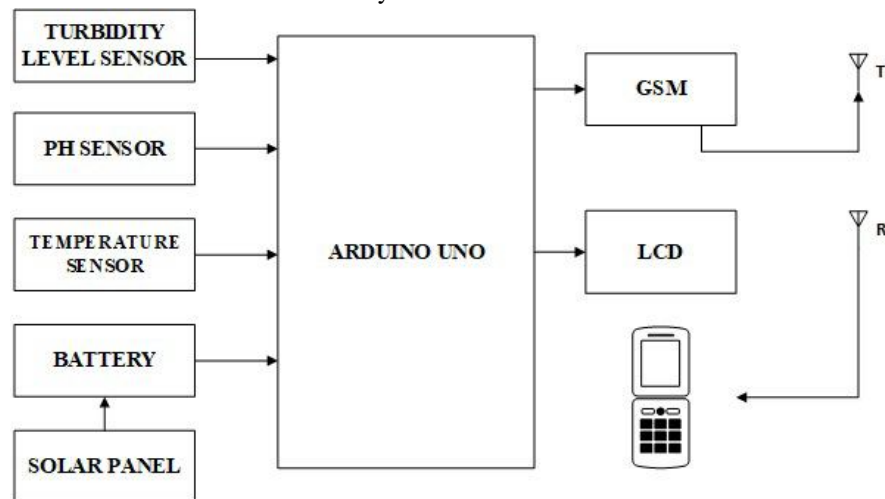 TURBIDITY
LEVEL SENSOR
PH SENSOR
TEMPERATURE
SENSOR
BATTERY
SOLAR PANEL
ARDUINO UNO
GSM
LCD
T
R